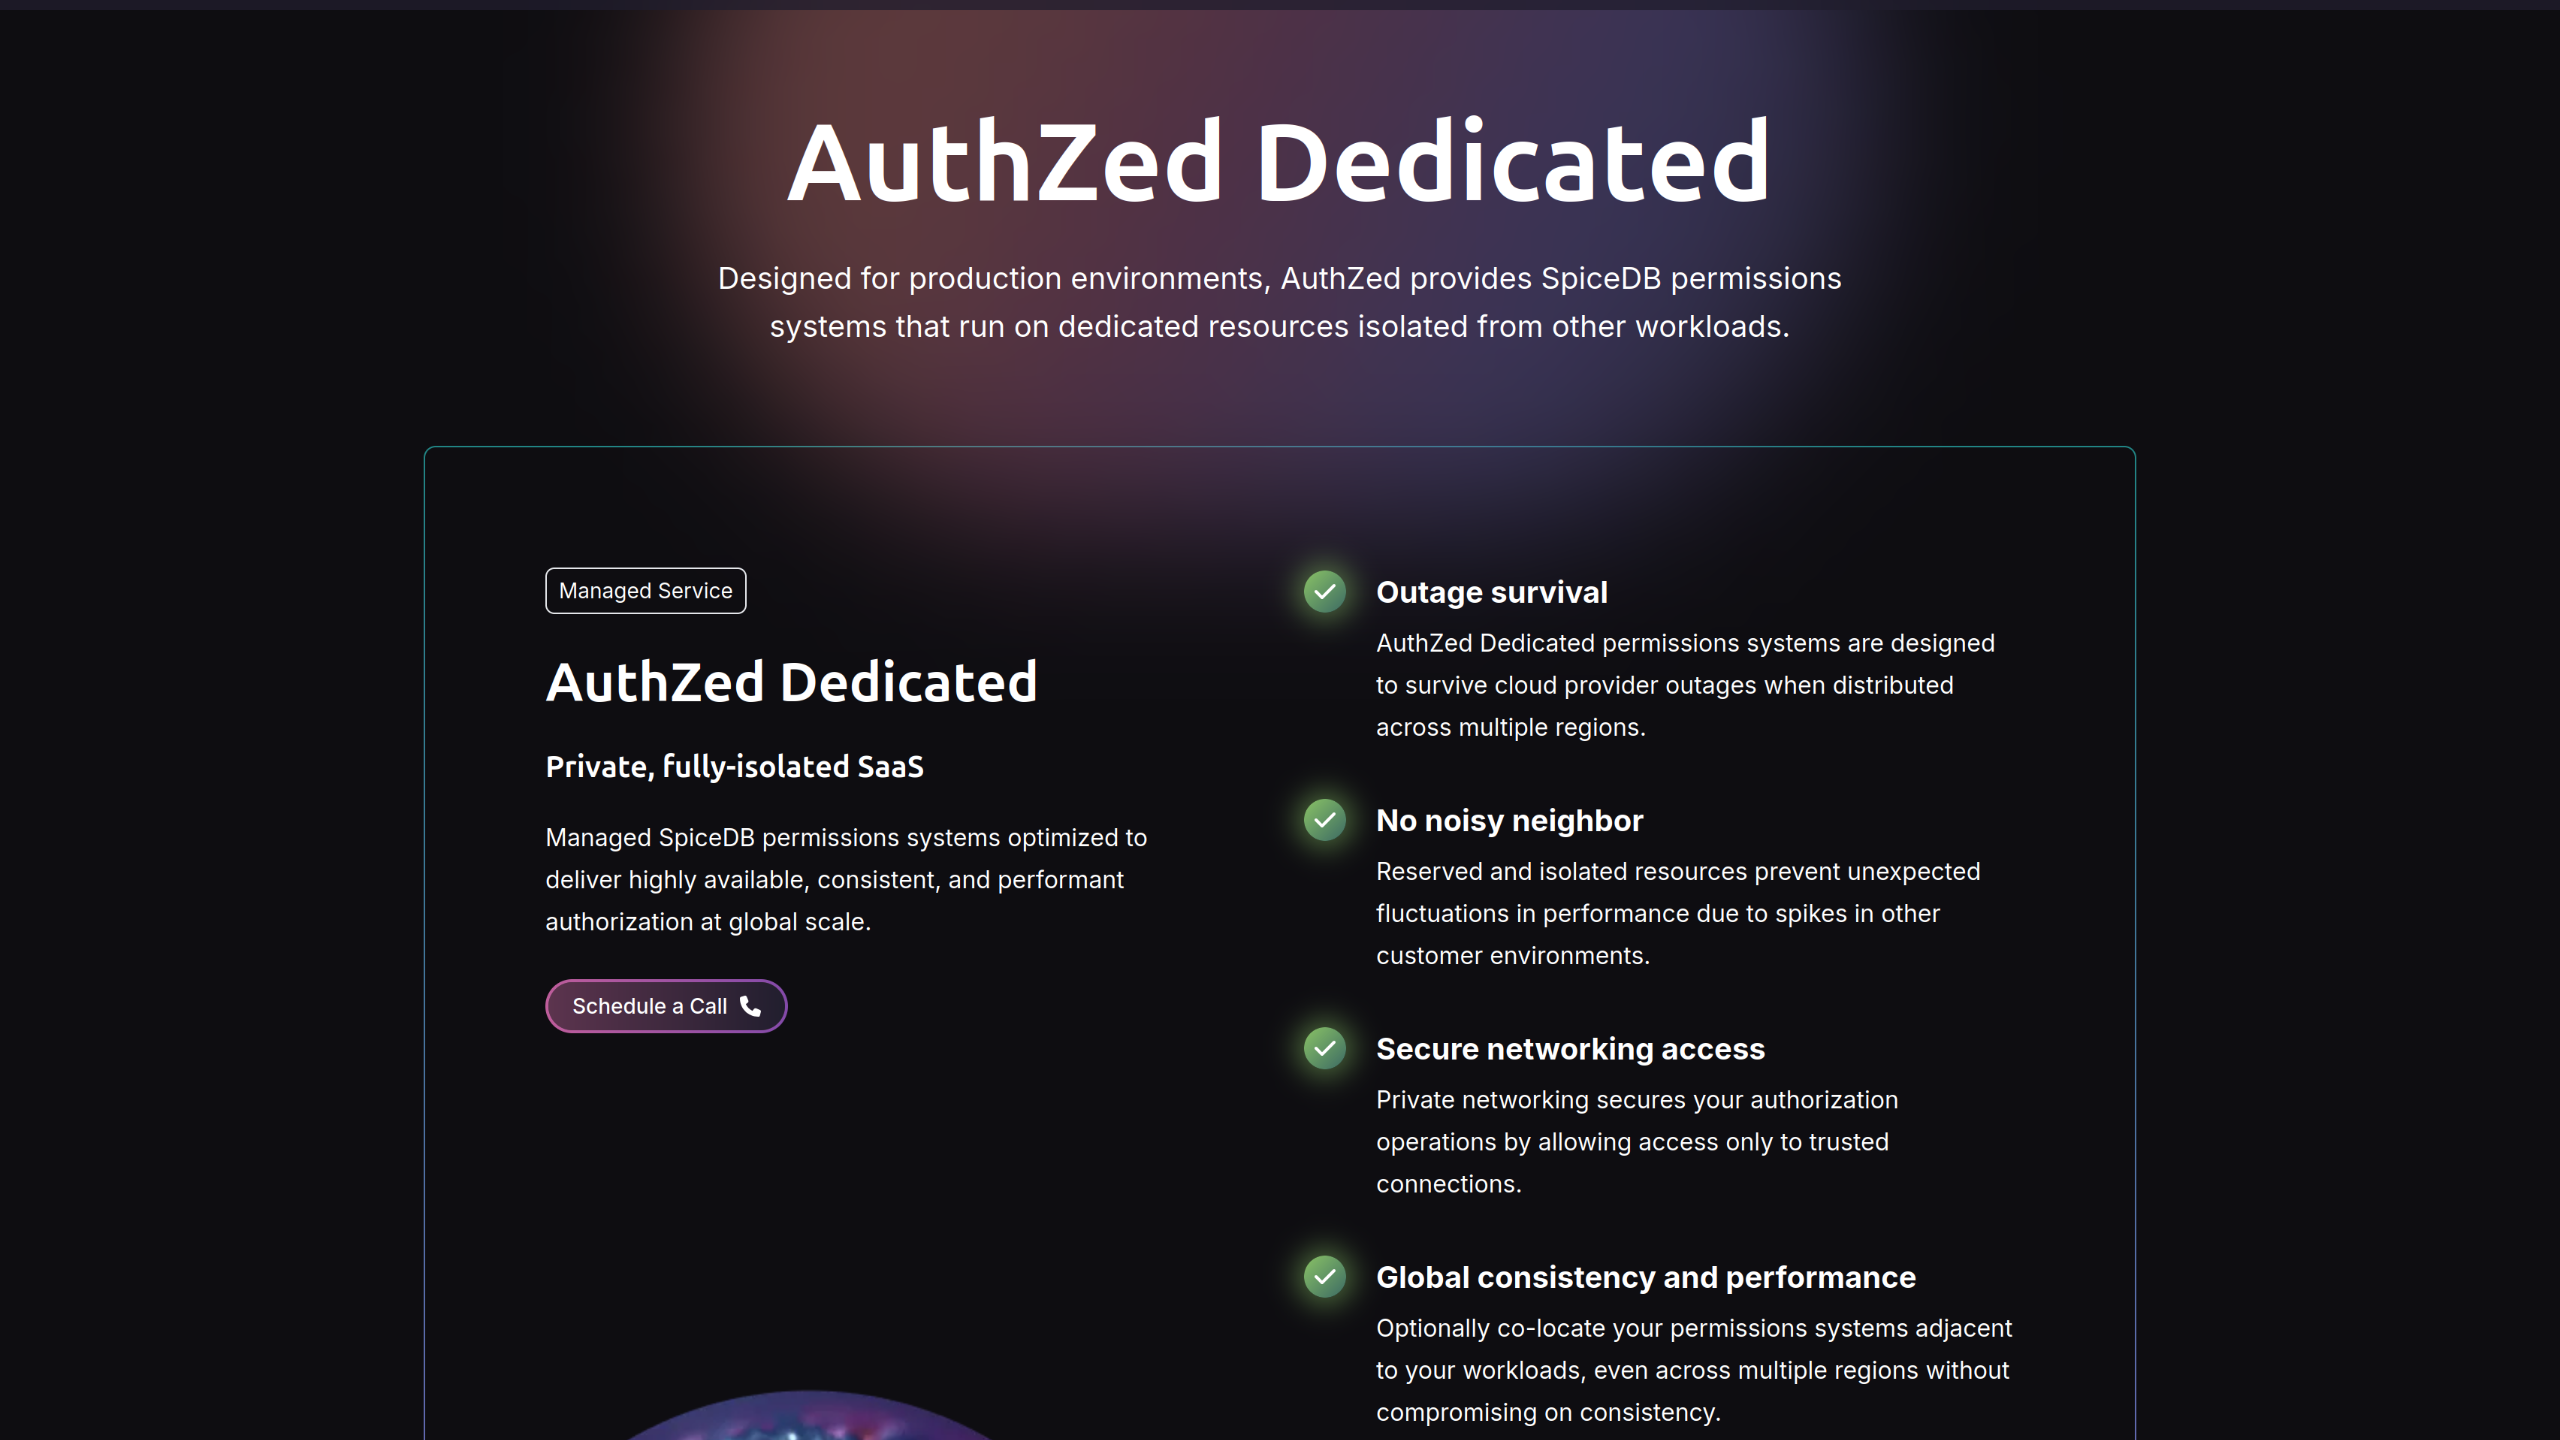 AuthZed Dedicated
Designed for production environments, AuthZed provides SpiceDB permissions
systems that run on dedicated resources isolated from other workloads.
Managed Service
AuthZed Dedicated
Private, fully-isolated SaaS
Managed SpiceDB permissions systems optimized to
deliver highly available, consistent, and performant
authorization at global scale.
Schedule a Call
Outage survival
AuthZed Dedicated permissions systems are designed
to survive cloud provider outages when distributed
across multiple regions.
No noisy neighbor
Reserved and isolated resources prevent unexpected
fluctuations in performance due to spikes in other
customer environments.
Secure networking access
Private networking secures your authorization
operations by allowing access only to trusted
connections.
Global consistency and performance
Optionally co-locate your permissions systems adjacent
to your workloads, even across multiple regions without
compromising on consistency.